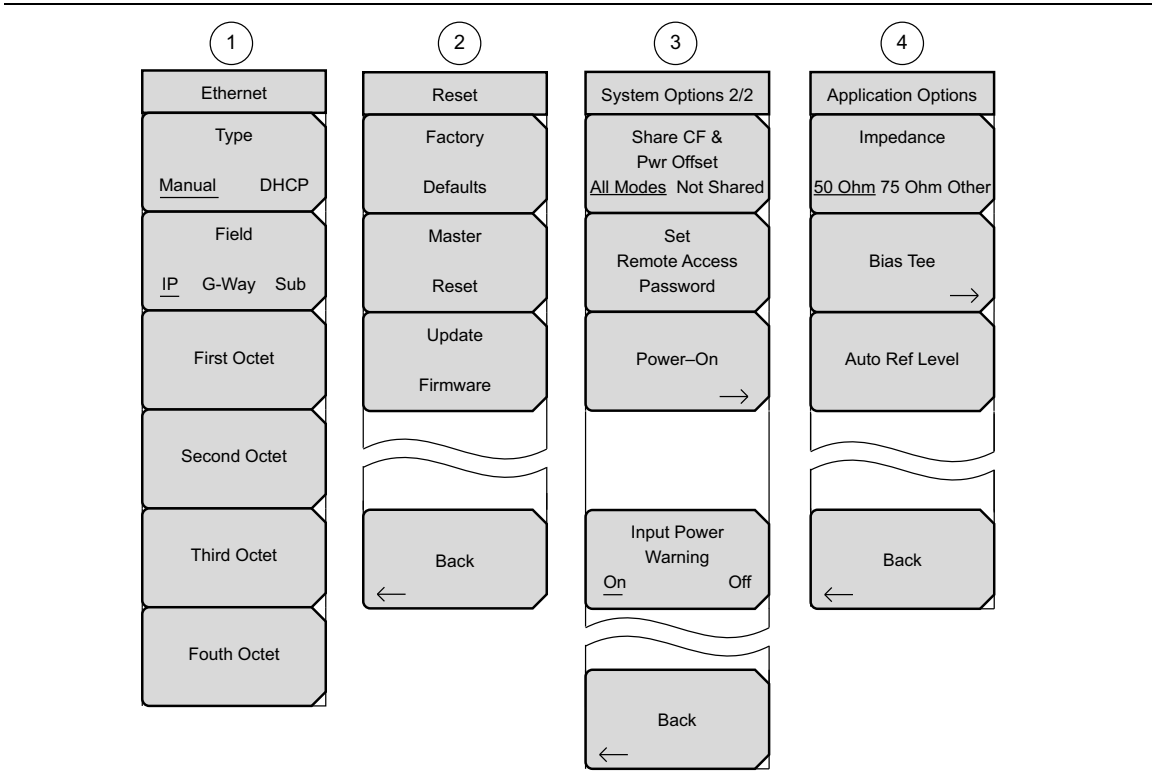 1
Ethernet
Type
Manual DHCP
Field
IP G-Way Sub
First Octet
Second Octet
Third Octet
Fouth Octet
2
Reset
Factory
Defaults
Master
Reset
Update
Firmware
Back
3
System Options 2/2
Share CF &
Pwr Offset
All Modes Not Shared
Set
Remote Access
Password
Power–On
Input Power
Warning
On Off
Back
4
Application Options
Impedance
50 Ohm 75 Ohm Other
Bias Tee
Auto Ref Level
Back